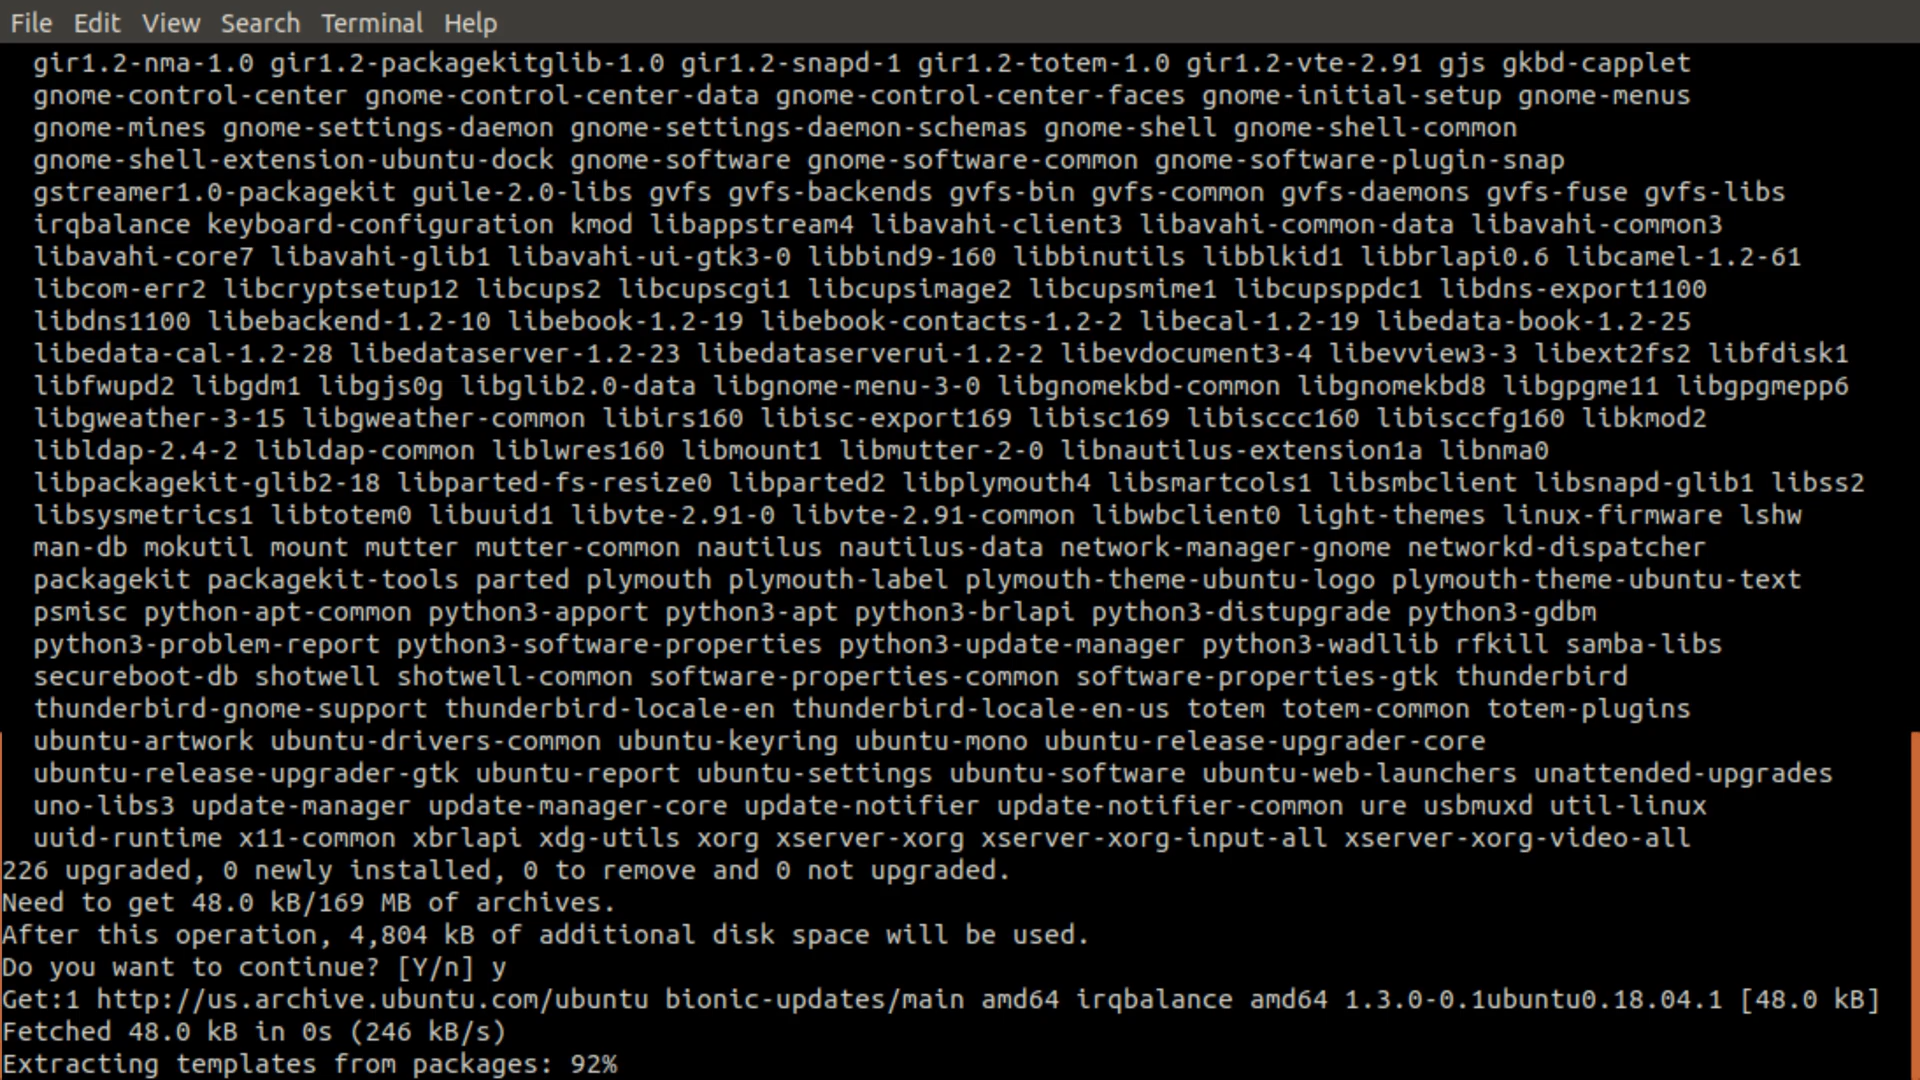 File Edit View Search Terminal Help
gir1.2-nma-1.0 gir1.2-packagekitglib-1.0 gir1.2-snapd-1 gir1.2-totem-1.0 gir1.2-vte-2.91 gjs gkbd-capplet
gnome-control-center gnome-control-center-data gnome-control-center-faces gnome-initial-setup gnome-menus
gnome-mines gnome-settings-daemon gnome-settings-daemon-schemas gnome-shell gnome-shell-common
gnome-shell-extension-ubuntu-dock gnome-software gnome-software-common gnome-software-plugin-snap
gstreamer1.0-packagekit guile-2.0-libs gvfs gvfs-backends gvfs-bin gvfs-common gvfs-daemons gvfs-fuse gvfs-libs
irqbalance keyboard-configuration kmod libappstream4 libavahi-client3 libavahi-common-data libavahi-common3
libavahi-core7 libavahi-glib1 libavahi-ui-gtk3-0 libbind9-160 libbinutils libblkid1 libbrlapi0.6 libcamel-1.2-61
libcom-err2 libcryptsetup12 libcups2 libcupscgi1 libcupsimage2 libcupsmime1 libcupsppdc1 libdns-export1100
libdns1100 libebackend-1.2-10 libebook-1.2-19 libebook-contacts-1.2-2 libecal-1.2-19 libedata-book-1.2-25
libedata-cal-1.2-28 libedataserver-1.2-23 libedataserverui-1.2-2 libevdocument3-4 libevview3-3 libext2fs2 libfdisk1
libfwupd2 libgdm1 libgjs0g libglib2.0-data libgnome-menu-3-0 libgnomekbd-common libgnomekbd8 libgpgme11 libgpgmepp6
libgweather-3-15 libgweather-common libirs160 libisc-export169 libisc169 libisccc160 libisccfg160 libkmod2
libldap-2.4-2 libldap-common liblwres160 libmount1 libmutter-2-0 libnautilus-extension1a libnma0
libpackagekit-glib2-18 libparted-fs-resize0 libparted2 libplymouth4 libsmartcols1 libsmbclient libsnapd-glib1 libss2
libsysmetrics1 libtotem0 libuuid1 libvte-2.91-0 libvte-2.91-common libwbclient0 light-themes linux-firmware lshw
man-db mokutil mount mutter mutter-common nautilus nautilus-data network-manager-gnome networkd-dispatcher
packagekit packagekit-tools parted plymouth plymouth-label plymouth-theme-ubuntu-logo plymouth-theme-ubuntu-text
psmisc python-apt-common python3-apport python3-apt python3-brlapi python3-distupgrade python3-gdbm
python3-problem-report python3-software-properties python3-update-manager python3-wadllib rfkill samba-libs
secureboot-db shotwell shotwell-common software-properties-common software-properties-gtk thunderbird
thunderbird-gnome-support thunderbird-locale-en thunderbird-locale-en-us totem totem-common totem-plugins
ubuntu-artwork ubuntu-drivers-common ubuntu-keyring ubuntu-mono ubuntu-release-upgrader-core
ubuntu-release-upgrader-gtk ubuntu-report ubuntu-settings ubuntu-software ubuntu-web-launchers unattended-upgrades
uno-libs3 update-manager update-manager-core update-notifier update-notifier-common ure usbmuxd util-linux
uuid-runtime x11-common xbrlapi xdg-utils xorg xserver-xorg xserver-xorg-input-all xserver-xorg-video-all
226 upgraded, 0 newly installed, 0 to remove and 0 not upgraded.
Need to get 48.0 kB/169 MB of archives.
After this operation, 4,804 kB of additional disk space will be used.
Do you want to continue? [Y/n] y
Get:1 http://us.archive.ubuntu.com/ubuntu bionic-updates/main amd64 irqbalance amd64 1.3.0-0.1ubuntu0.18.04.1 [48.0 kB]
Fetched 48.0 kB in 0s (246 kB/s)
Extracting templates from packages: 92%